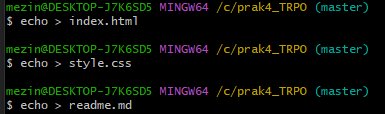 mezin@DESKTOP-J7K6SD5 MINGW64 /c/prak4_TRPO (master)
$ echo > index.html
mezin@DESKTOP-J7K6SD5 MINGW64 /c/prak4_TRPO (master)
$ echo > style.css
mezin@DESKTOP-J7K6SD5 MINGW64 /c/prak4_TRPO (master)
$ echo > readme.md